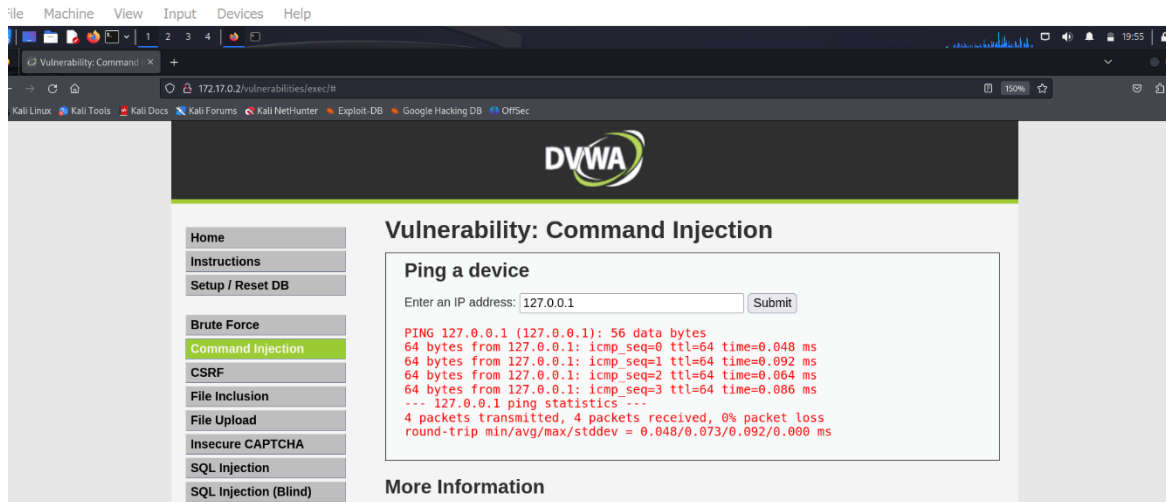 File Machine View Input Devices Help
1 2 3 4 19:55
Vulnerability: Command I
172.17.0.2/vulnerabilities/exec/# 150%
Kali Linux Kali Tools Kali Docs Kali Forums Kali NetHunter Exploit-DB Google Hacking DB OffSec
DVWA
Home
Instructions
Setup / Reset DB
Brute Force
Command Injection
CSRF
File Inclusion
File Upload
Insecure CAPTCHA
SQL Injection
SQL Injection (Blind)
Vulnerability: Command Injection
Ping a device
Enter an IP address: 127.0.0.1 Submit
PING 127.0.0.1 (127.0.0.1): 56 data bytes
64 bytes from 127.0.0.1: icmp_seq=0 ttl=64 time=0.048 ms
64 bytes from 127.0.0.1: icmp_seq=1 ttl=64 time=0.092 ms
64 bytes from 127.0.0.1: icmp_seq=2 ttl=64 time=0.064 ms
64 bytes from 127.0.0.1: icmp_seq=3 ttl=64 time=0.086 ms
--- 127.0.0.1 ping statistics ---
4 packets transmitted, 4 packets received, 0% packet loss
round-trip min/avg/max/stddev = 0.048/0.073/0.092/0.000 ms
More Information